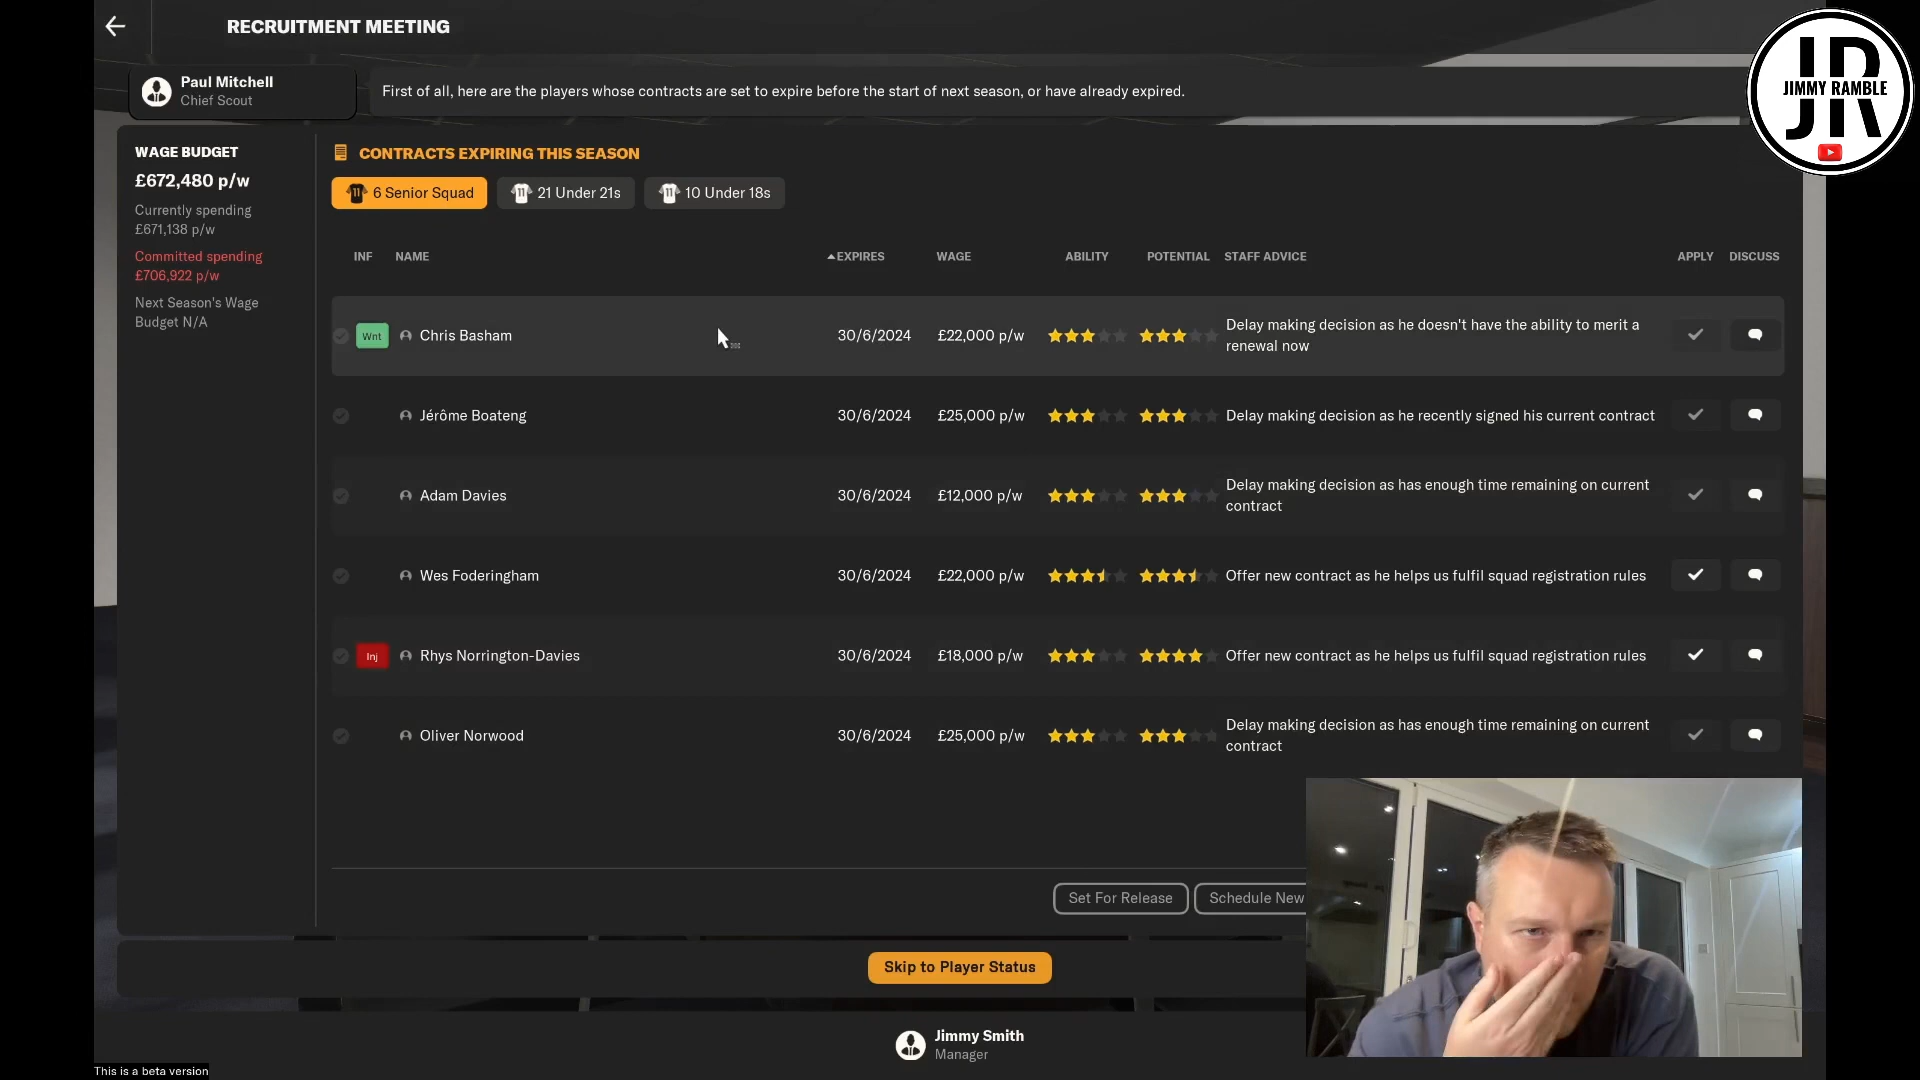 RECRUITMENT MEETING
JR
JIMMY RAMBLE
Paul Mitchell
Chief Scout
First of all, here are the players whose contracts are set to expire before the start of next season, or have already expired.
WAGE BUDGET
£672,480 p/w
Currently spending
£671,138 p/w
Committed spending
£706,922 p/w
Next Season's Wage
Budget N/A
CONTRACTS EXPIRING THIS SEASON
11 6 Senior Squad
11 21 Under 21s
11 10 Under 18s
INF NAME EXPIRES WAGE ABILITY POTENTIAL STAFF ADVICE APPLY DISCUSS
Wnt Chris Basham 30/6/2024 £22,000 p/w Delay making decision as he doesn't have the ability to merit a
renewal now
Jérôme Boateng 30/6/2024 £25,000 p/w Delay making decision as he recently signed his current contract
Adam Davies 30/6/2024 £12,000 p/w Delay making decision as has enough time remaining on current
contract
Wes Foderingham 30/6/2024 £22,000 p/w Offer new contract as he helps us fulfil squad registration rules
Inj Rhys Norrington-Davies 30/6/2024 £18,000 p/w Offer new contract as he helps us fulfil squad registration rules
Oliver Norwood 30/6/2024 £25,000 p/w Delay making decision as has enough time remaining on current
contract
Set For Release
Schedule New
Skip to Player Status
Jimmy Smith
Manager
This is a beta version